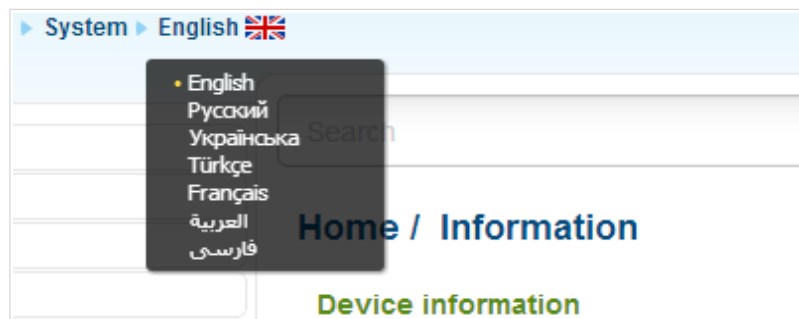 System English
• English
Русский
Українська
Türkçe
Français
العربية
فارسی
Search
Home / Information
Device information